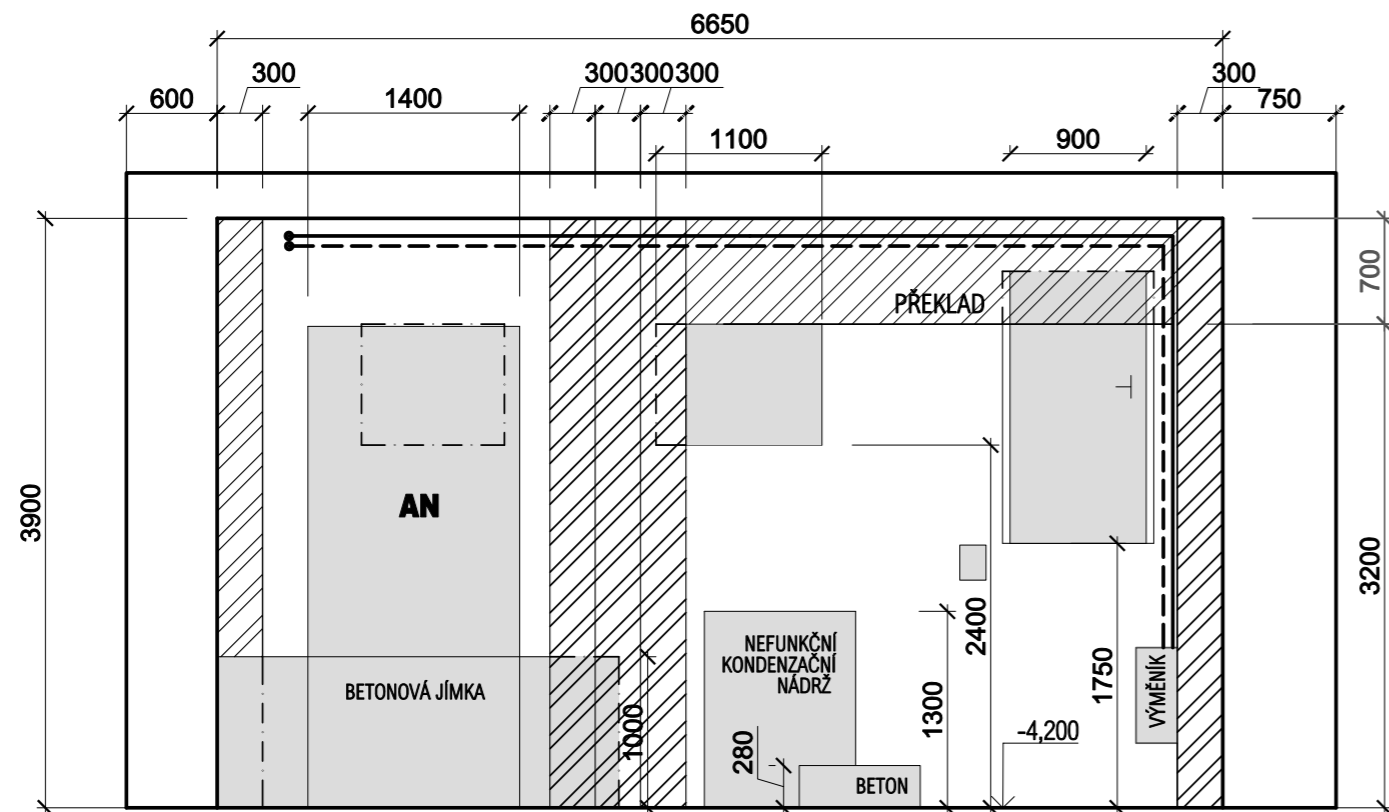 6650
300
300300300
300
600
1400
750
1100
900
700
PŘEKLAD
AN
3900
3200
2400
NEFUNKČNÍ
KONDENZAČNÍ
NÁDRŽ
BETONOVÁ JÍMKA
1000
1300
1750
VÝMĚNÍK
280
-4,200
BETON